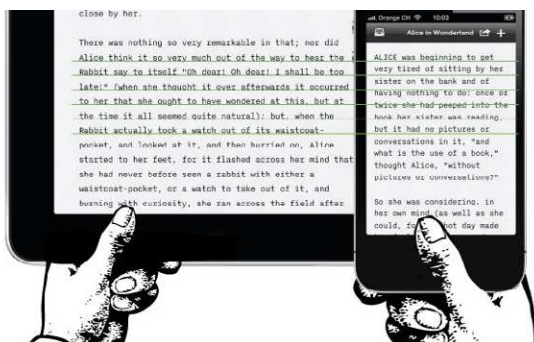 close by her.
There was nothing so very remarkable in that; nor did
Alice think it so very much out of the way to hear the
Rabbit say to itself "Oh dear! Oh dear! I shall be too
late!" (when she thought it over afterwards it occurred
to her that she ought to have wondered at this, but at
the time it all seemed quite natural): but, when the
Rabbit actually took a watch out of its waistcoat-
pocket, and looked at it, and then hurried on, Alice
started to her feet, for it flashed across her mind that
she had never before seen a rabbit with either a
waistcoat-pocket, or a watch to take out of it, and
burning with curiosity, she ran across the field after
Orange CH 10:03
Alice in Wonderland
ALICE was beginning to get
very tired of sitting by her
sister on the bank and of
having nothing to do: once or
twice she had peeped into the
book her sister was reading,
but it had no pictures or
conversations in it, "and
what is the use of a book,"
thought Alice, "without
pictures or conversations?"
So she was considering, in
her own mind (as well as she
could, for hot day made